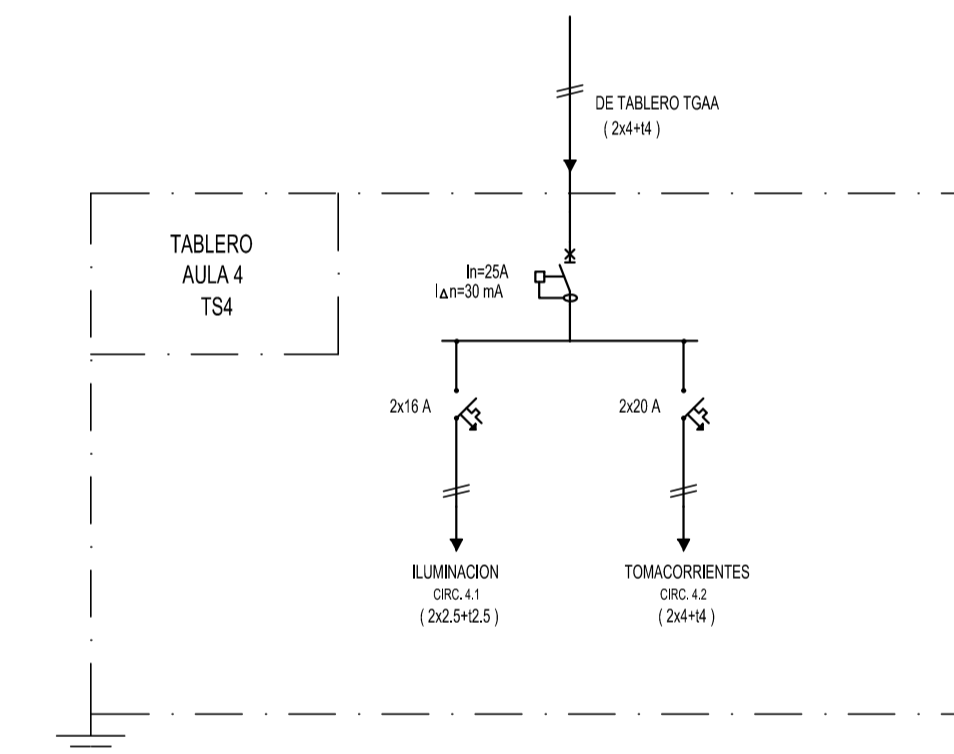 DE TABLERO TGAA
( 2x4+t4 )
TABLERO
AULA 4
TS4
In=25A
I∆n=30 mA
2x16 A
2x20 A
ILUMINACION
CIRC. 4.1
( 2x2.5+t2.5 )
TOMACORRIENTES
CIRC. 4.2
( 2x4+t4 )